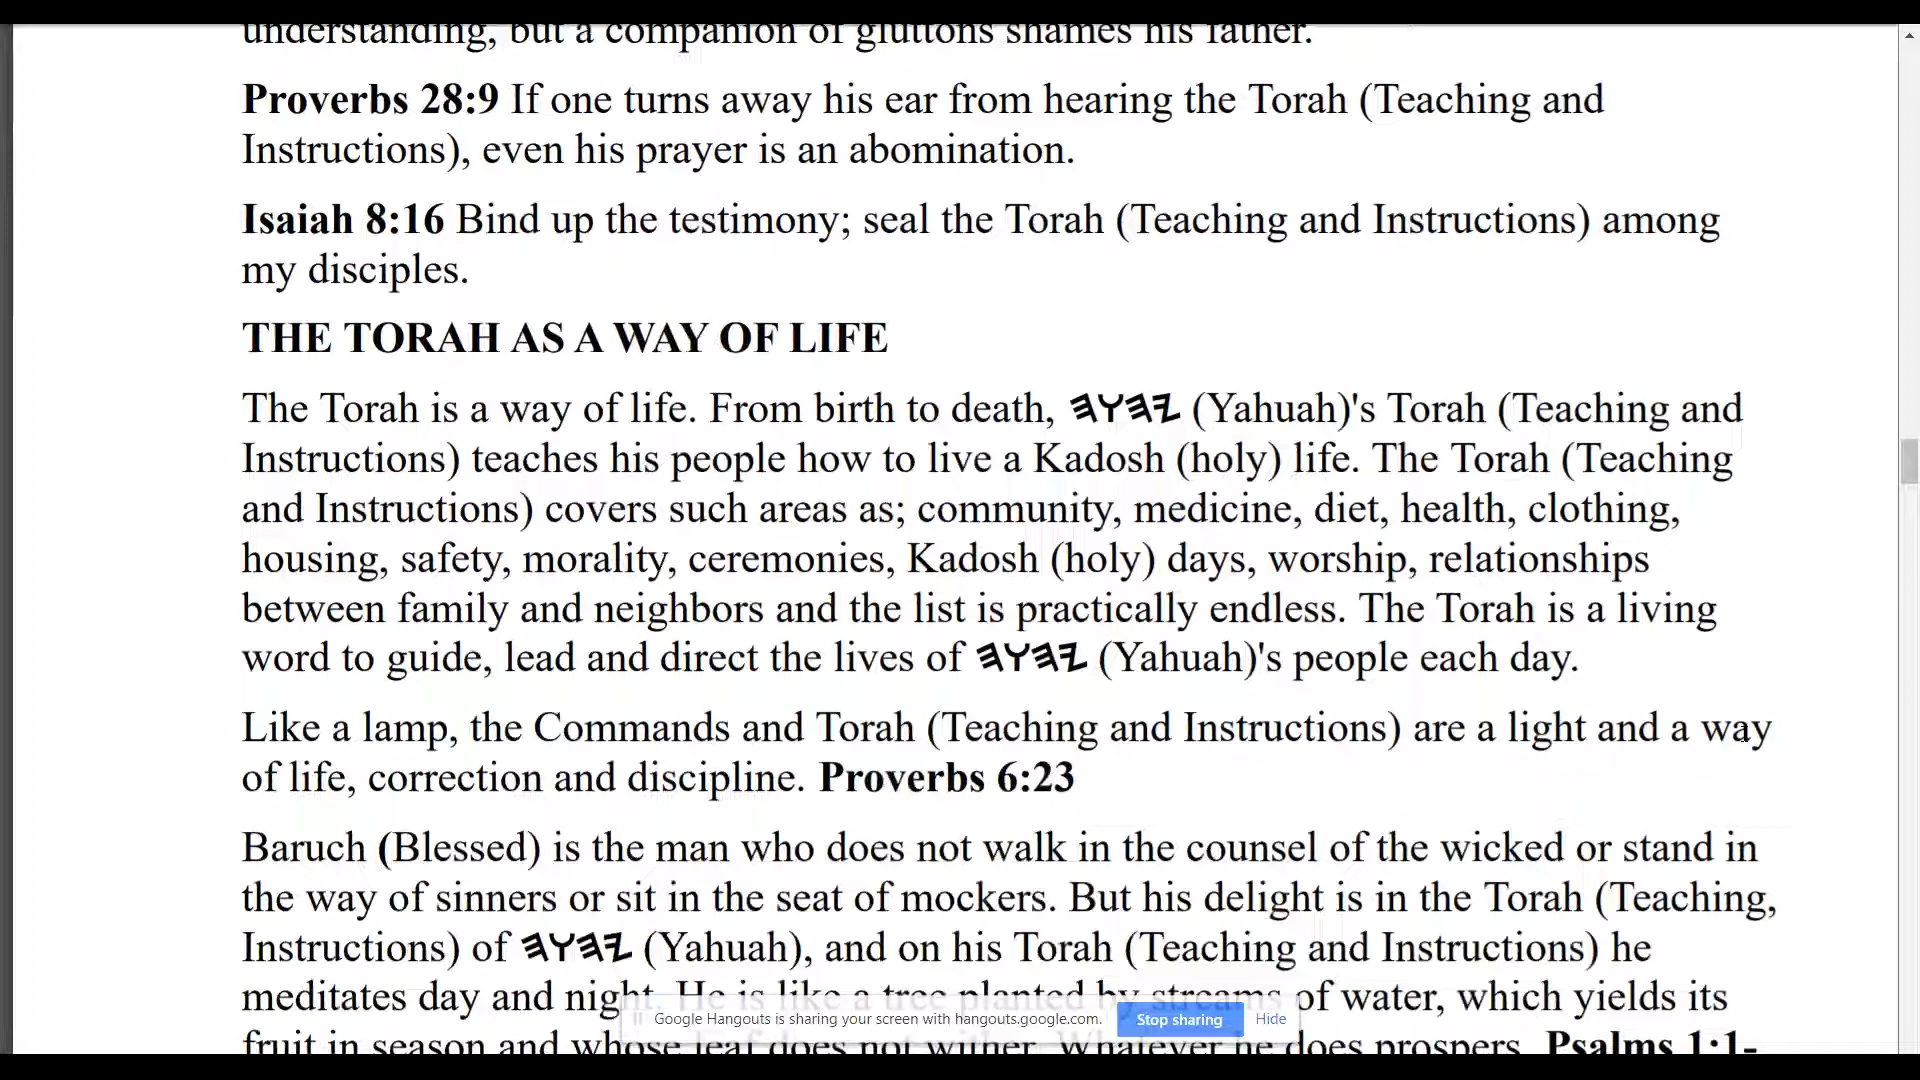 understanding, but a companion of gluttons shames his father.
Proverbs 28:9 If one turns away his ear from hearing the Torah (Teaching and
Instructions), even his prayer is an abomination.
Isaiah 8:16 Bind up the testimony; seal the Torah (Teaching and Instructions) among
my disciples.
THE TORAH AS A WAY OF LIFE
The Torah is a way of life. From birth to death, 𐤉𐤄𐤅𐤄 (Yahuah)'s Torah (Teaching and
Instructions) teaches his people how to live a Kadosh (holy) life. The Torah (Teaching
and Instructions) covers such areas as; community, medicine, diet, health, clothing,
housing, safety, morality, ceremonies, Kadosh (holy) days, worship, relationships
between family and neighbors and the list is practically endless. The Torah is a living
word to guide, lead and direct the lives of 𐤉𐤄𐤅𐤄 (Yahuah)'s people each day.
Like a lamp, the Commands and Torah (Teaching and Instructions) are a light and a way
of life, correction and discipline. Proverbs 6:23
Baruch (Blessed) is the man who does not walk in the counsel of the wicked or stand in
the way of sinners or sit in the seat of mockers. But his delight is in the Torah (Teaching,
Instructions) of 𐤉𐤄𐤅𐤄 (Yahuah), and on his Torah (Teaching and Instructions) he
meditates day and night. He is like a tree planted by streams of water, which yields its
Google Hangouts is sharing your screen with hangouts.google.com. Stop sharing Hide
fruit in season and whose leaf does not wither. Whatever he does prospers. Psalms 1:1-